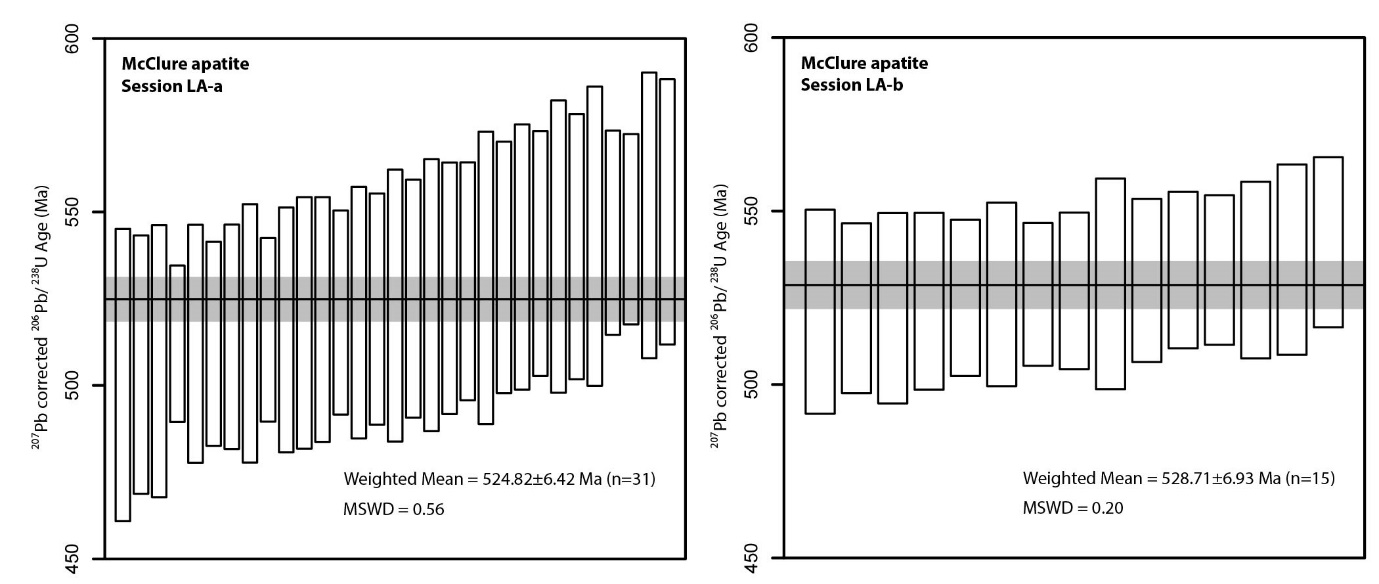 McClure apatite
Session LA-a
600
550
500
450
²⁰⁷Pb corrected ²⁰⁶Pb/²³⁸U Age (Ma)
Weighted Mean = 524.82±6.42 Ma (n=31)
MSWD = 0.56
McClure apatite
Session LA-b
600
550
500
450
²⁰⁷Pb corrected ²⁰⁶Pb/²³⁸U Age (Ma)
Weighted Mean = 528.71±6.93 Ma (n=15)
MSWD = 0.20